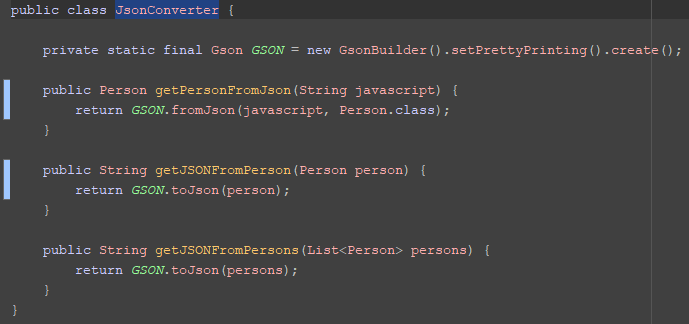 public class JsonConverter {
private static final Gson GSON = new GsonBuilder().setPrettyPrinting().create();
public Person getPersonFromJson(String javascript) {
return GSON.fromJson(javascript, Person.class);
}
public String getJSONFromPerson(Person person) {
return GSON.toJson(person);
}
public String getJSONFromPersons(List<Person> persons) {
return GSON.toJson(persons);
}
}